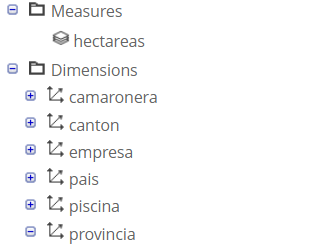 Measures
hectareas
Dimensions
camaronera
canton
empresa
pais
piscina
provincia